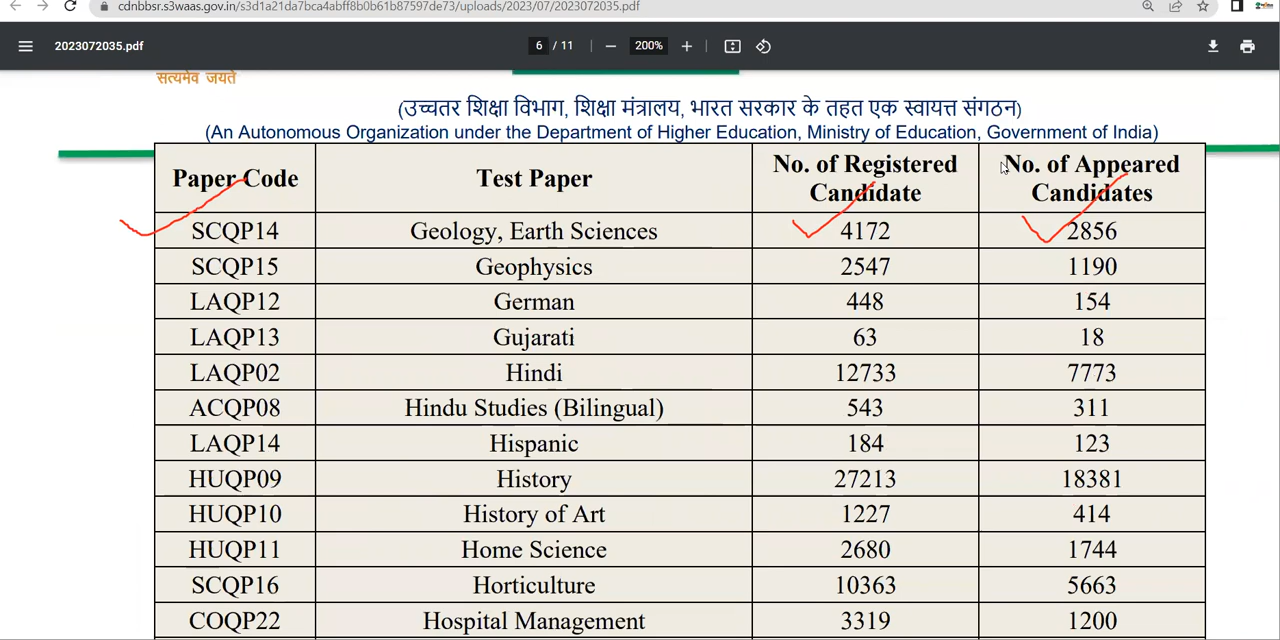 cdnbbsr.s3waas.gov.in/s3d1a21da7bca4abff8b0b61b87597de73/uploads/2023/07/2023072035.pdf
2023072035.pdf 6 / 11 200%
सत्यमेव जयते
(उच्चतर शिक्षा विभाग, शिक्षा मंत्रालय, भारत सरकार के तहत एक स्वायत्त संगठन)
(An Autonomous Organization under the Department of Higher Education, Ministry of Education, Government of India)
Paper Code Test Paper No. of Registered Candidate No. of Appeared Candidates
SCQP14 Geology, Earth Sciences 4172 2856
SCQP15 Geophysics 2547 1190
LAQP12 German 448 154
LAQP13 Gujarati 63 18
LAQP02 Hindi 12733 7773
ACQP08 Hindu Studies (Bilingual) 543 311
LAQP14 Hispanic 184 123
HUQP09 History 27213 18381
HUQP10 History of Art 1227 414
HUQP11 Home Science 2680 1744
SCQP16 Horticulture 10363 5663
COQP22 Hospital Management 3319 1200